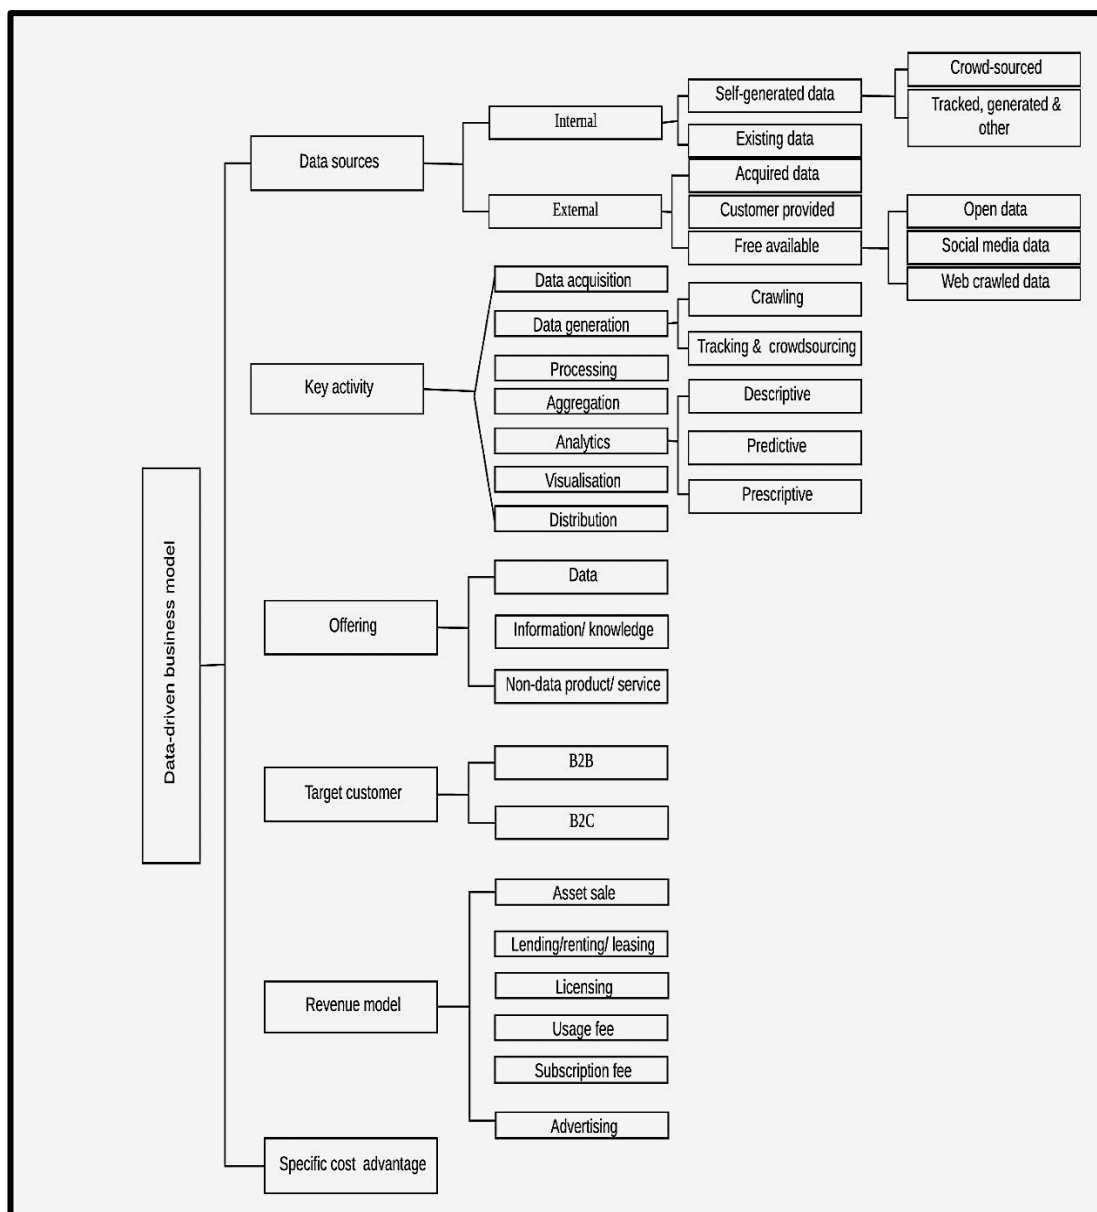 Data-driven business model
Data sources
Internal
Self-generated data
Crowd-sourced
Tracked, generated &
other
Existing data
External
Acquired data
Customer provided
Free available
Open data
Social media data
Web crawled data
Key activity
Data acquisition
Data generation
Crawling
Tracking & crowdsourcing
Processing
Aggregation
Analytics
Descriptive
Predictive
Prescriptive
Visualisation
Distribution
Offering
Data
Information/ knowledge
Non-data product/ service
Target customer
B2B
B2C
Revenue model
Asset sale
Lending/renting/ leasing
Licensing
Usage fee
Subscription fee
Advertising
Specific cost advantage